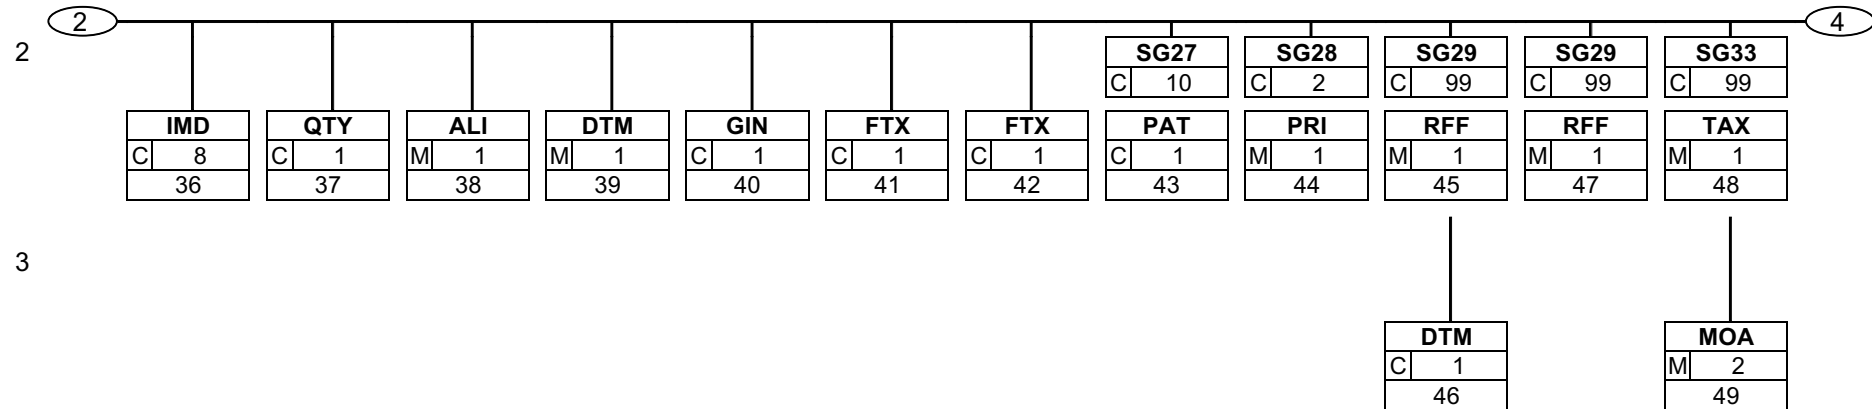 2 4
2 SG27 SG28 SG29 SG29 SG33
C 10 C 2 C 99 C 99 C 99
IMD QTY ALI DTM GIN FTX FTX PAT PRI RFF RFF TAX
C 8 C 1 M 1 M 1 C 1 C 1 C 1 C 1 M 1 M 1 M 1 M 1
36 37 38 39 40 41 42 43 44 45 47 48
3
DTM MOA
C 1 M 2
46 49